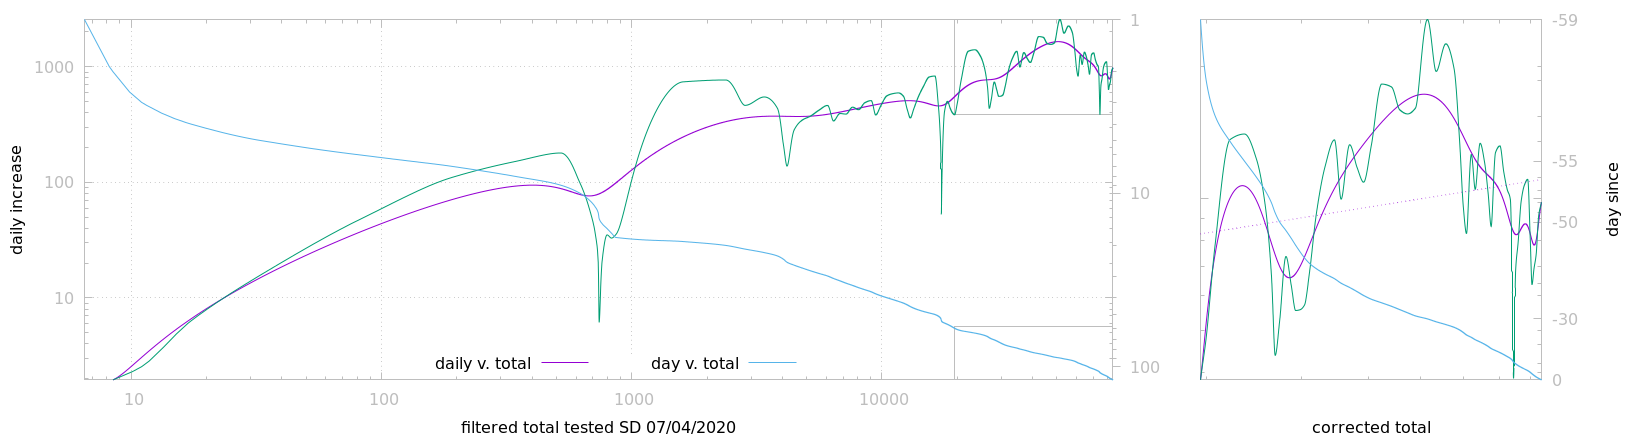 daily increase
1000
100
10
daily v. total
day v. total
10
100
1000
10000
filtered total tested SD 07/04/2020
1
10
100
-59
-55
-50
-30
0
day since
corrected total